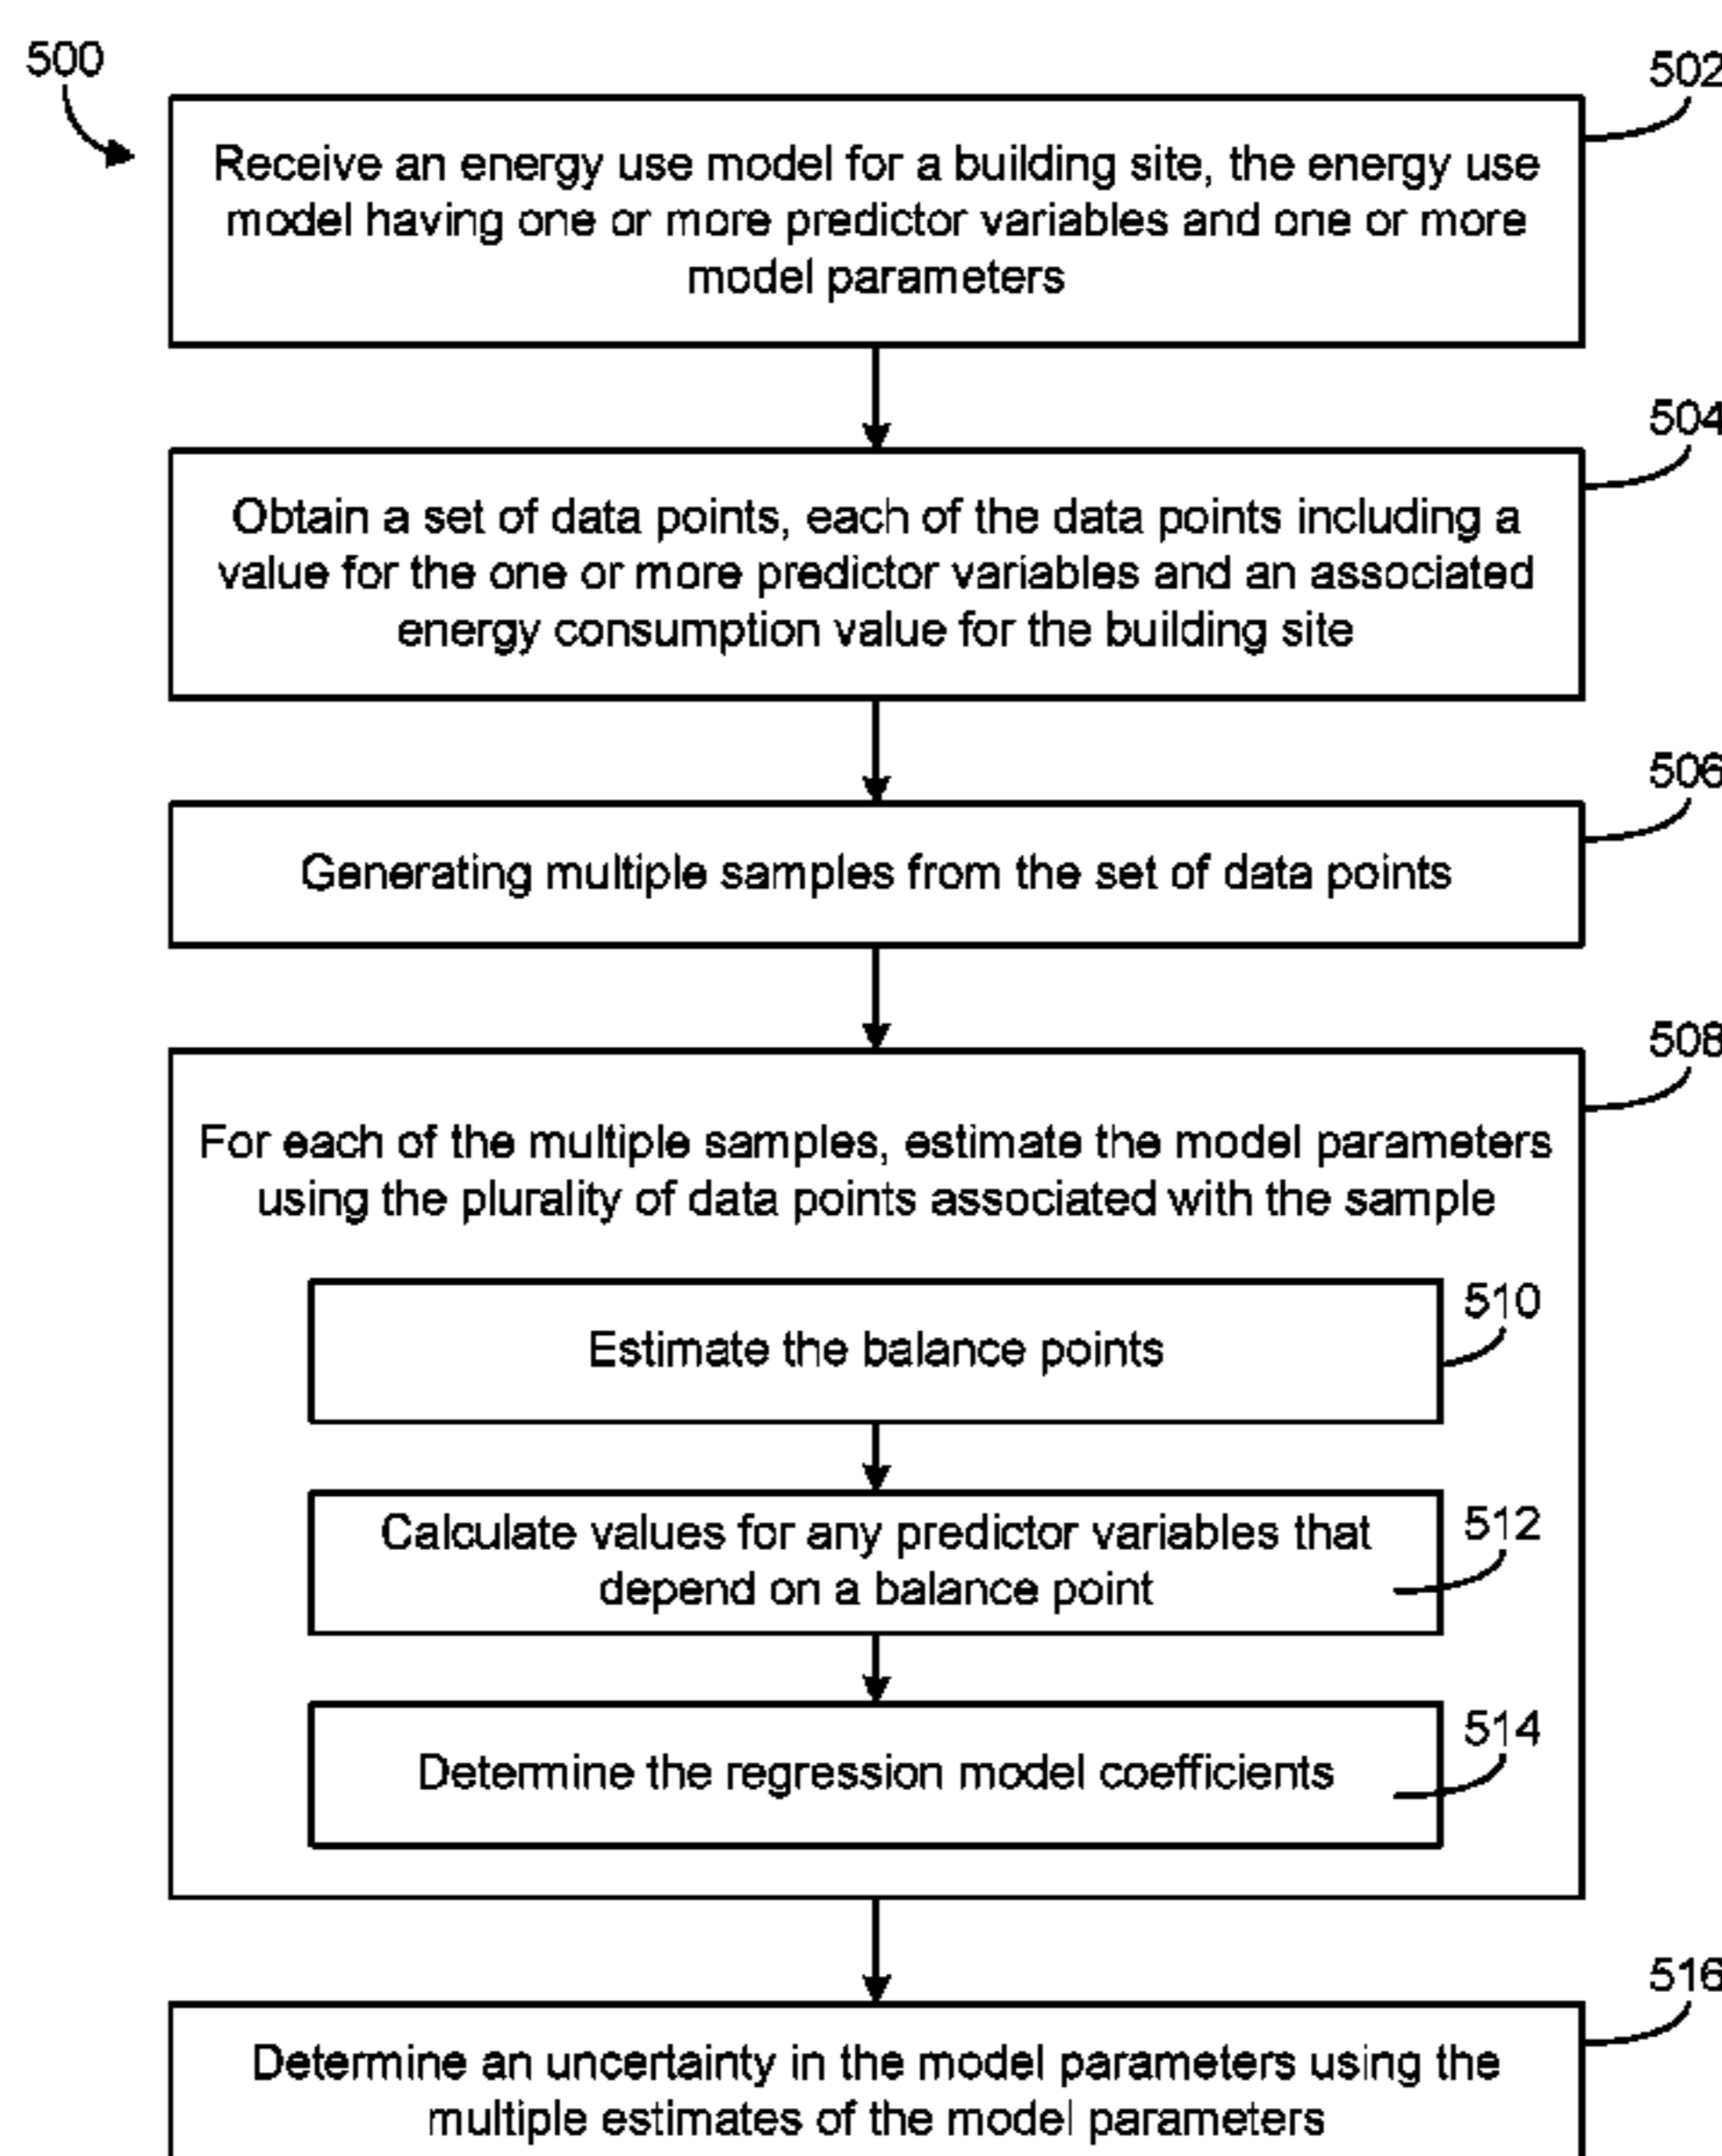 500
502
Receive an energy use model for a building site, the energy use
model having one or more predictor variables and one or more
model parameters
504
Obtain a set of data points, each of the data points including a
value for the one or more predictor variables and an associated
energy consumption value for the building site
506
Generating multiple samples from the set of data points
508
For each of the multiple samples, estimate the model parameters
using the plurality of data points associated with the sample
510
Estimate the balance points
512
Calculate values for any predictor variables that
depend on a balance point
514
Determine the regression model coefficients
516
Determine an uncertainty in the model parameters using the
multiple estimates of the model parameters